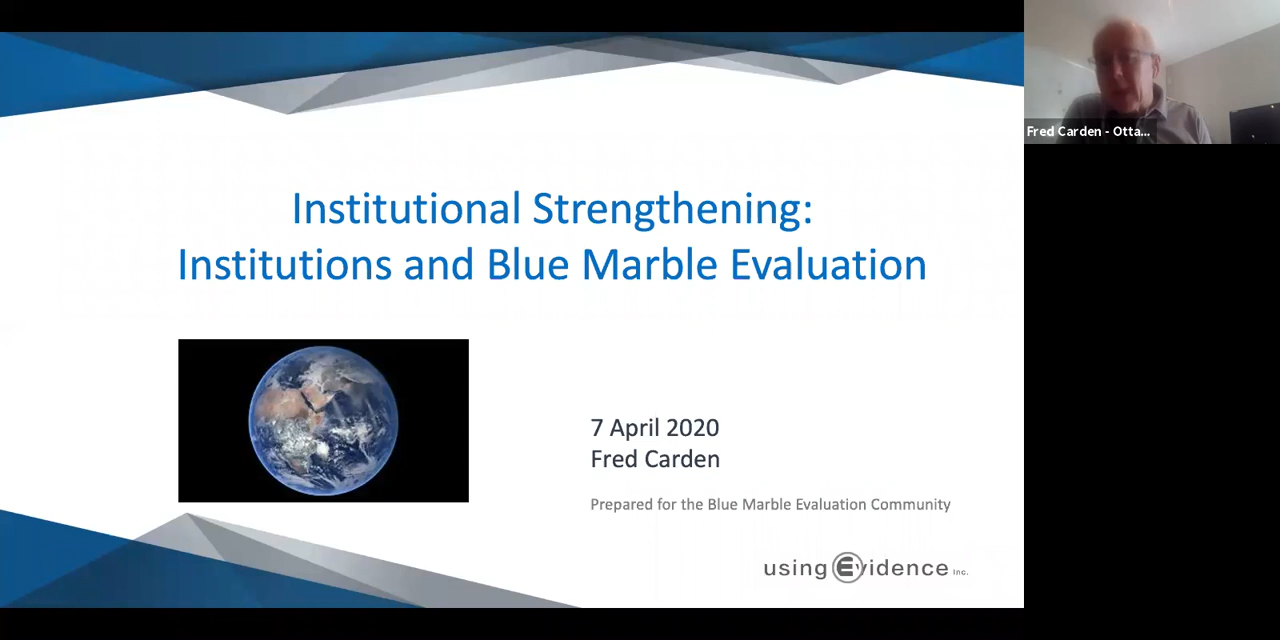 Institutional Strengthening:
Institutions and Blue Marble Evaluation
7 April 2020
Fred Carden
Prepared for the Blue Marble Evaluation Community
using Evidence Inc.
Fred Carden - Otta...